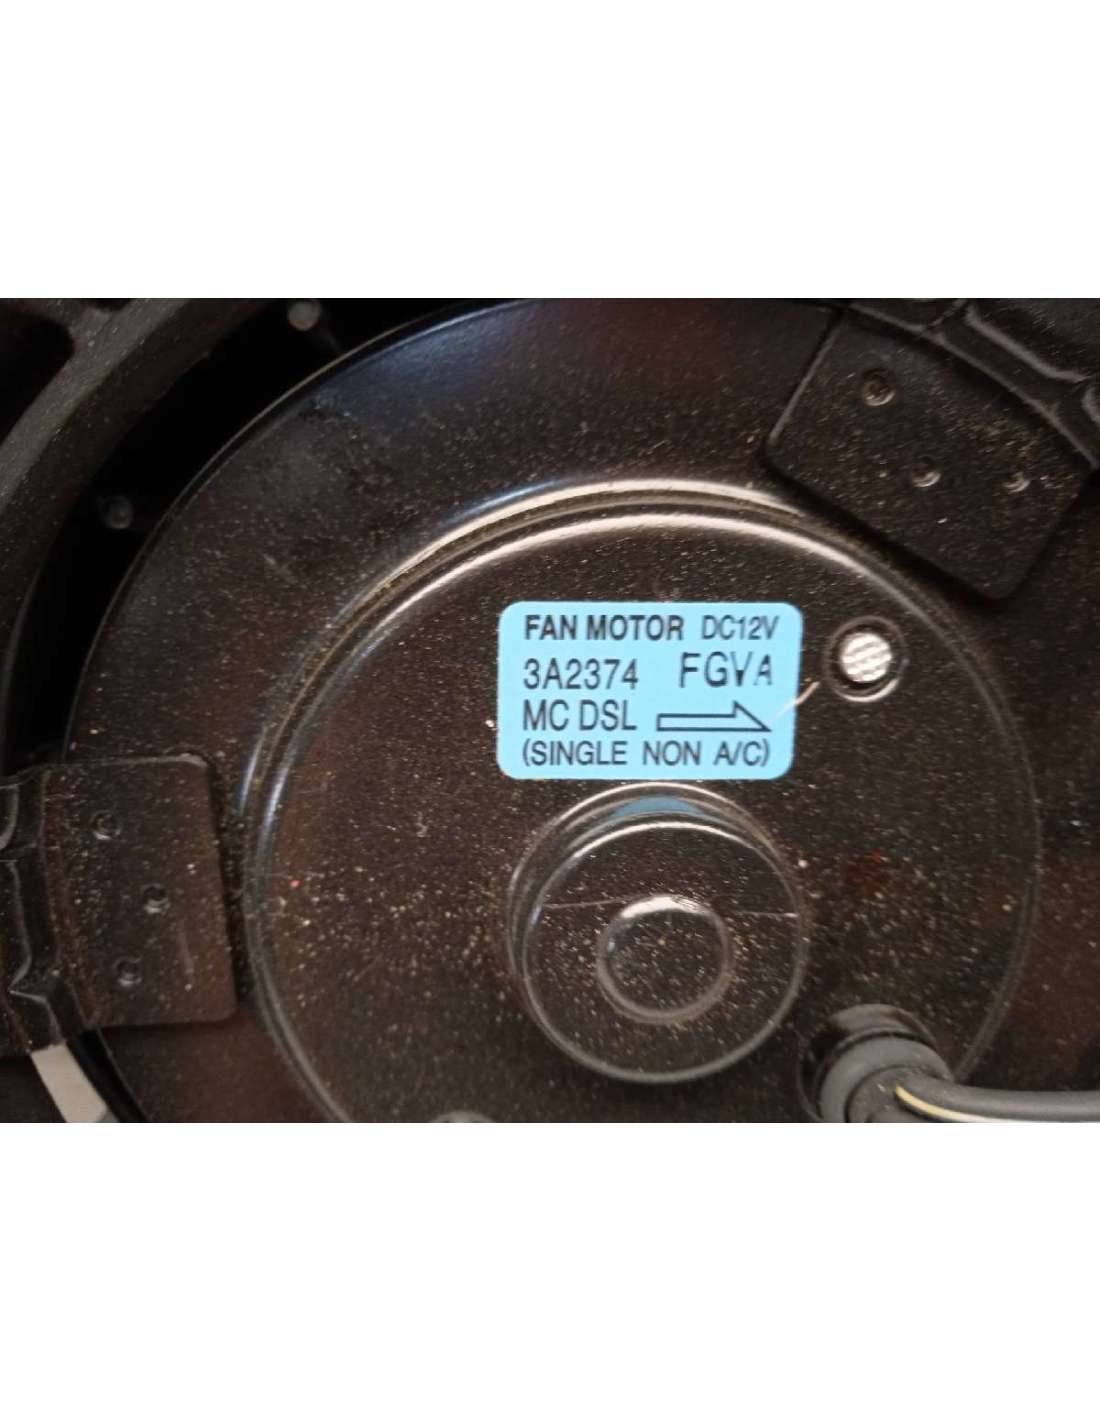 FAN MOTOR DC12V
3A2374 FGVA
MC DSL
(SINGLE NON A/C)